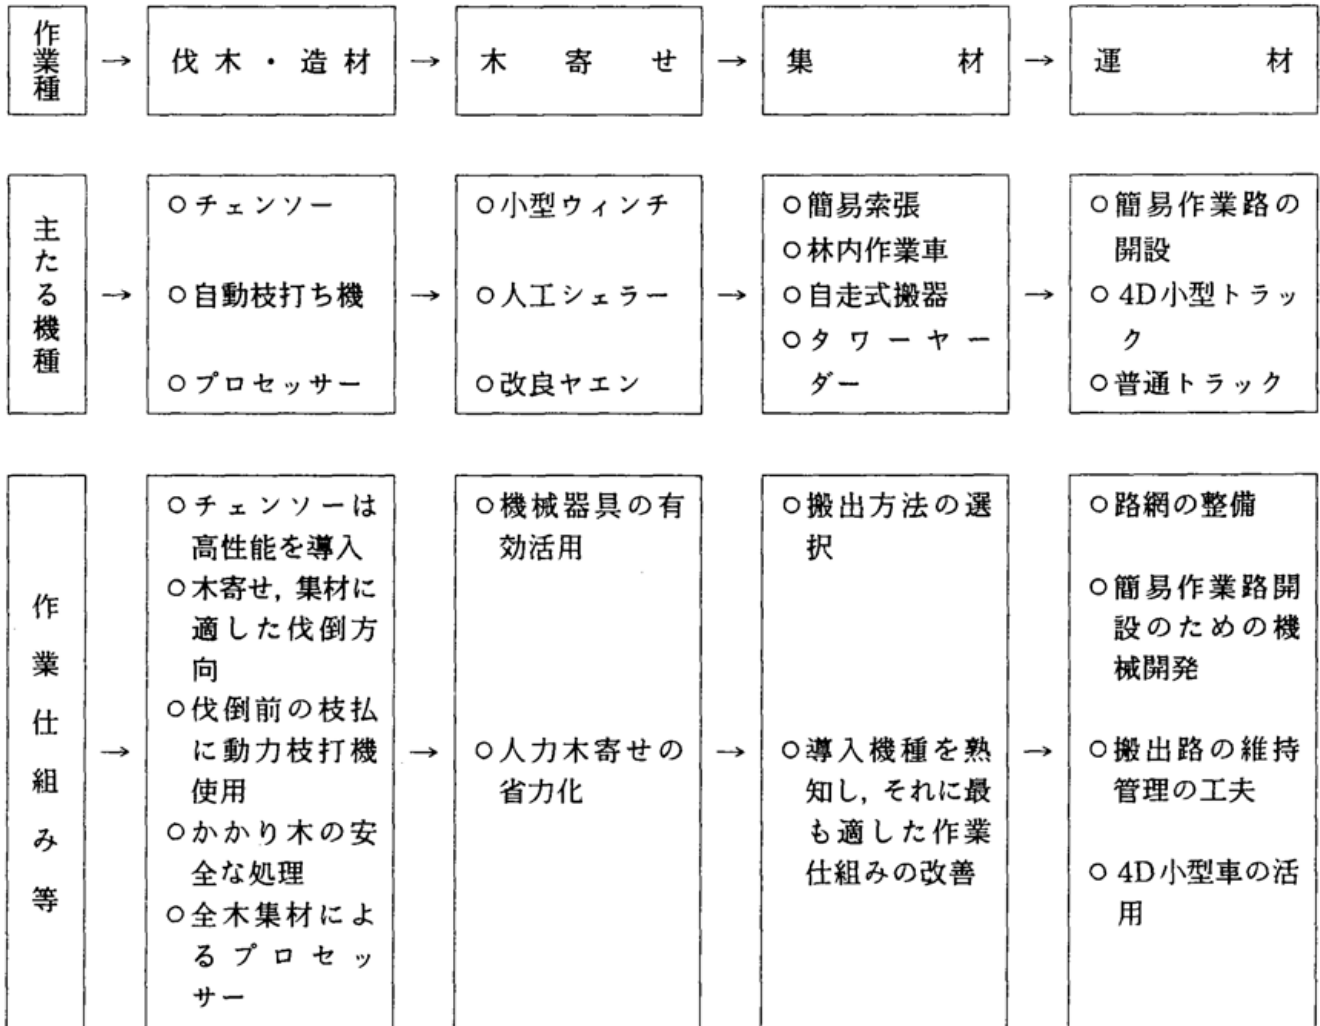 作業種 → 伐木・造材 → 木寄せ → 集材 → 運材
主たる機種
→
○チェンソー
○自動枝打ち機
○プロセッサー
→
○小型ウィンチ
○人工シェラー
○改良ヤエン
→
○簡易索張
○林内作業車
○自走式搬器
○タワーヤー
ダー
→
○簡易作業路の
開設
○4D小型トラッ
ク
○普通トラック
作業仕組み等
→
○チェンソーは
高性能を導入
○木寄せ,集材に
適した伐倒方
向
○伐倒前の枝払
に動力枝打機
使用
○かかり木の安
全な処理
○全木集材によ
るプロセッ
サー
→
○機械器具の有
効活用
○人力木寄せの
省力化
→
○搬出方法の選
択
○導入機種を熟
知し,それに最
も適した作業
仕組みの改善
→
○路網の整備
○簡易作業路開
設のための機
械開発
○搬出路の維持
管理の工夫
○4D小型車の活
用